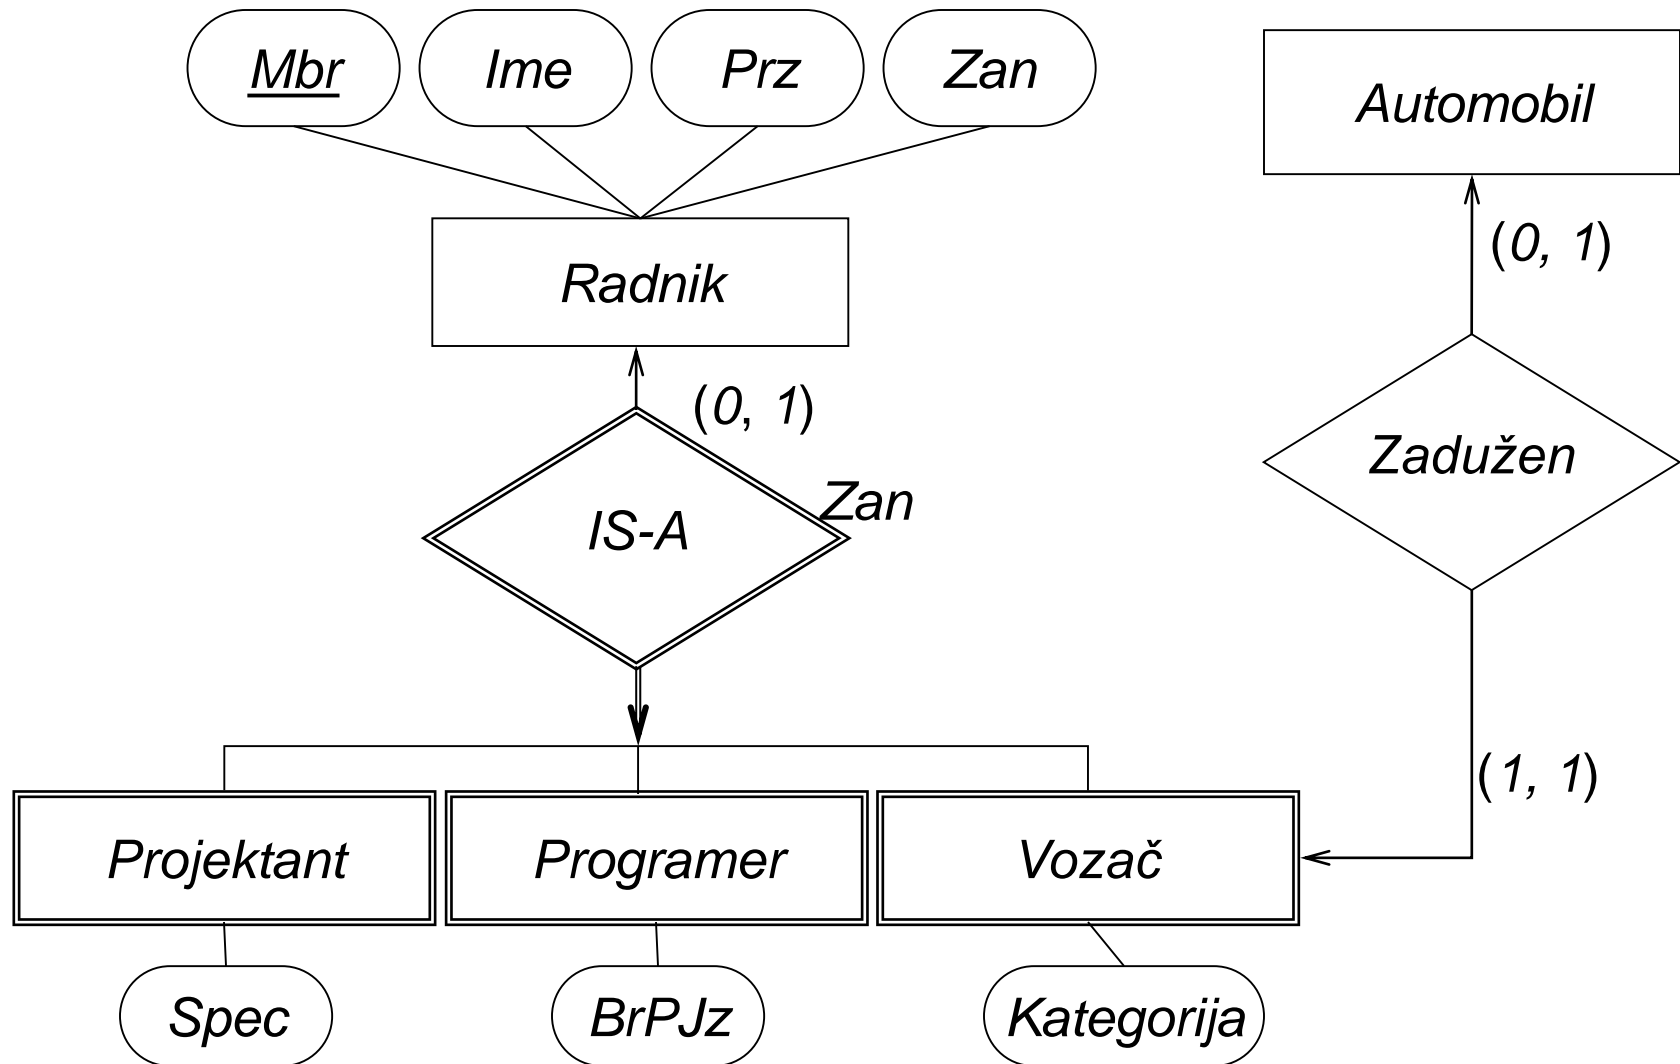 Mbr Ime Prz Zan
Automobil
(0, 1)
Radnik
(0, 1)
Zadužen
Zan
IS-A
(1, 1)
Projektant Programer Vozač
Spec BrPJz Kategorija